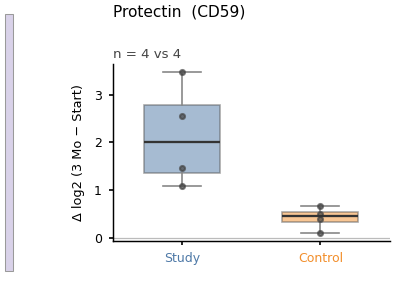 Protectin  (CD59)
n = 4 vs 4
Δ log2 (3 Mo − Start)
3
2
1
0
Study
Control